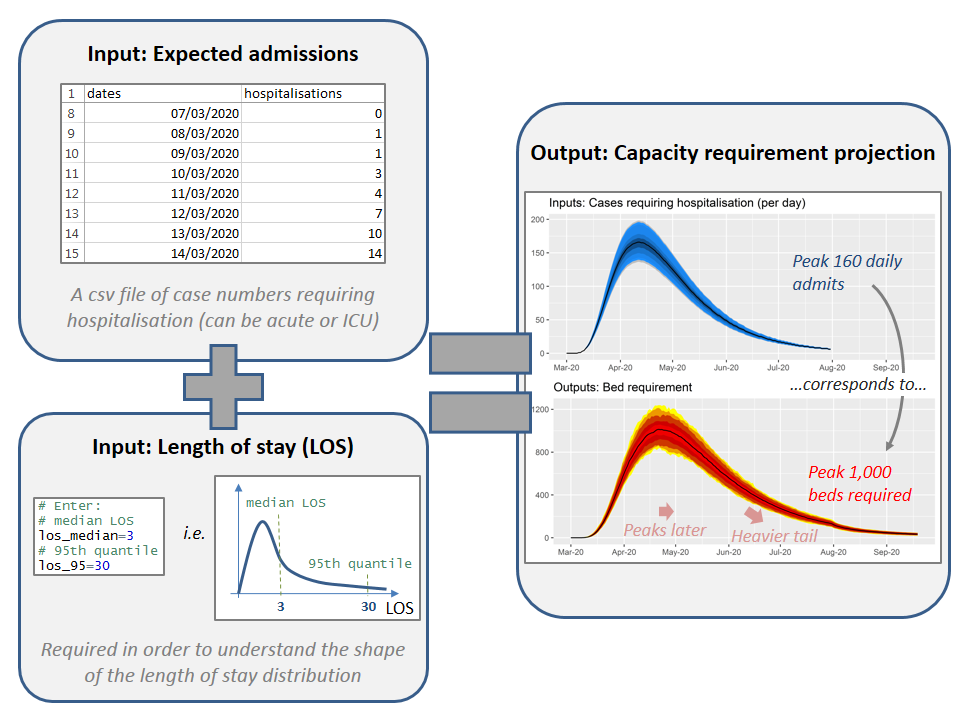 Input: Expected admissions
1 dates hospitalisations
8 07/03/2020 0
9 08/03/2020 1
10 09/03/2020 1
11 10/03/2020 3
12 11/03/2020 4
13 12/03/2020 7
14 13/03/2020 10
15 14/03/2020 14
A csv file of case numbers requiring
hospitalisation (can be acute or ICU)
Input: Length of stay (LOS)
# Enter:
# median LOS
los_median=3
# 95th quantile
los_95=30
i.e.
median LOS
95th quantile
3 30 LOS
Required in order to understand the shape
of the length of stay distribution
Output: Capacity requirement projection
Inputs: Cases requiring hospitalisation (per day)
200
150
100
50
0
Mar-20 Apr-20 May-20 Jun-20 Jul-20 Aug-20 Sep-20
Peak 160 daily
admits
...corresponds to...
Outputs: Bed requirement
1200
800
400
0
Mar-20 Apr-20 May-20 Jun-20 Jul-20 Aug-20 Sep-20
Peak 1,000
beds required
Peaks later
Heavier tail